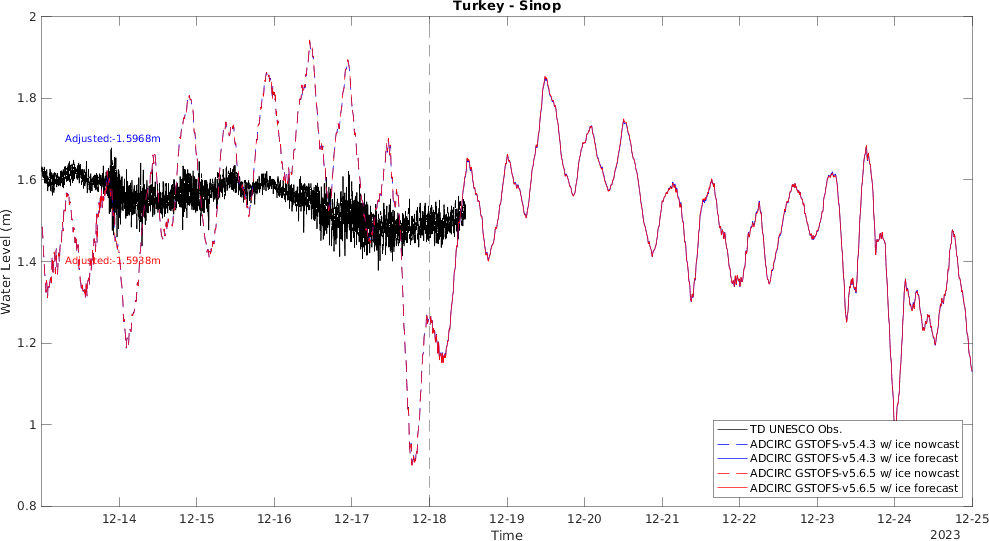 Turkey - Sinop
2
1.8
1.6
1.4
1.2
1
0.8
Water Level (m)
Adjusted:-1.5968m
Adjusted:-1.5938m
TD UNESCO Obs.
ADCIRC GSTOFS-v5.4.3 w/ ice nowcast
ADCIRC GSTOFS-v5.4.3 w/ ice forecast
ADCIRC GSTOFS-v5.6.5 w/ ice nowcast
ADCIRC GSTOFS-v5.6.5 w/ ice forecast
12-14 12-15 12-16 12-17 12-18 12-19 12-20 12-21 12-22 12-23 12-24 12-25
Time
2023